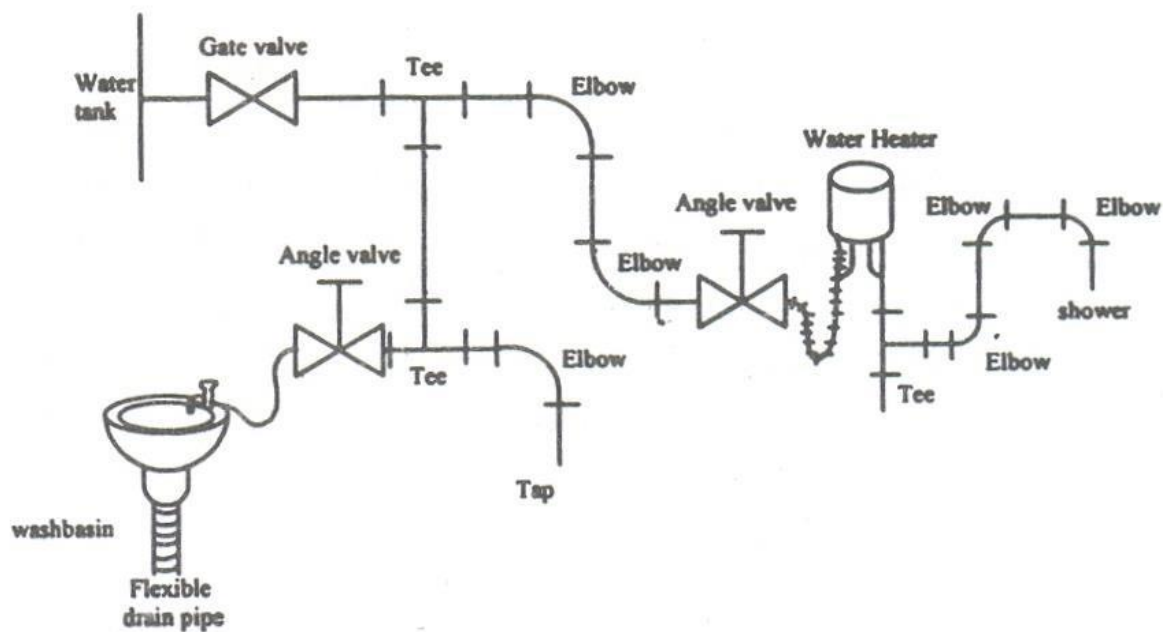 Gate valve
Tee
Elbow
Water
tank
Water Heater
Angle valve
Elbow
Elbow
Angle valve
Elbow
shower
Elbow
Elbow
Tee
Tee
washbasin
Tap
Flexible
drain pipe